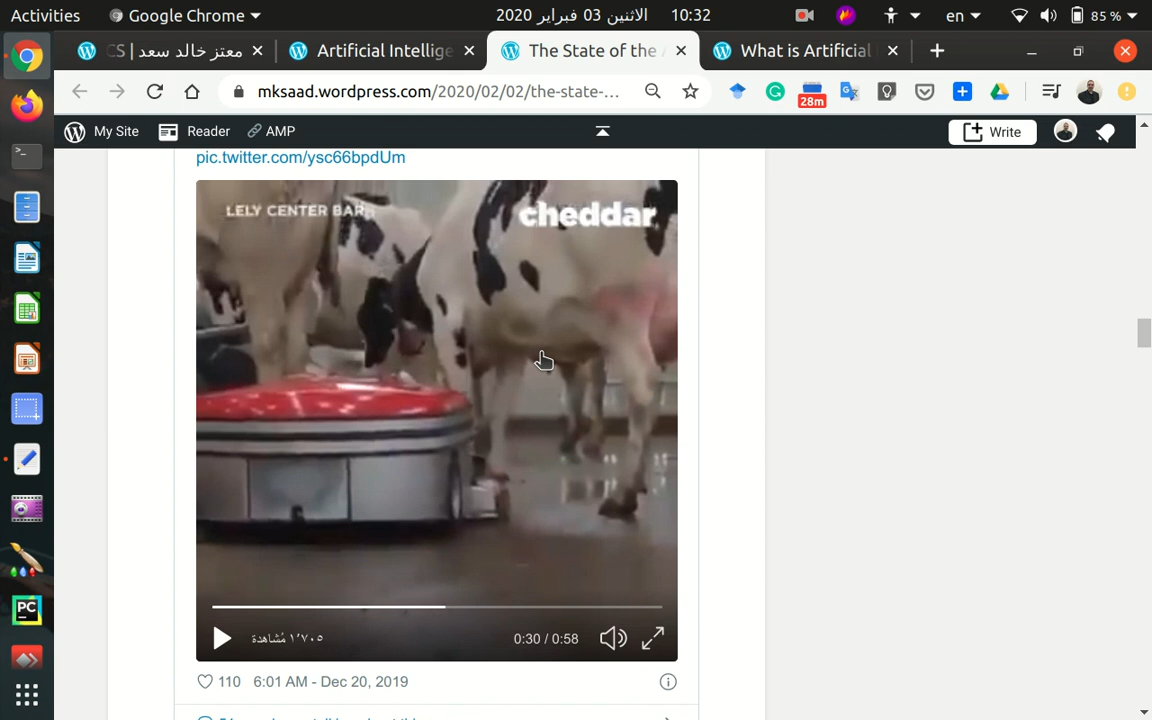 Activities
Google Chrome
الاثنين 03 فبراير 2020
10:32
en
85 %
معتز خالد سعد | CS
Artificial Intellige
The State of the A
What is Artificial
mksaad.wordpress.com/2020/02/02/the-state-...
28m
My Site
Reader
AMP
Write
pic.twitter.com/ysc66bpdUm
LELY CENTER BAR
cheddar
PC
١٬٧٠٥ مُشاهدة
0:30 / 0:58
110
6:01 AM - Dec 20, 2019